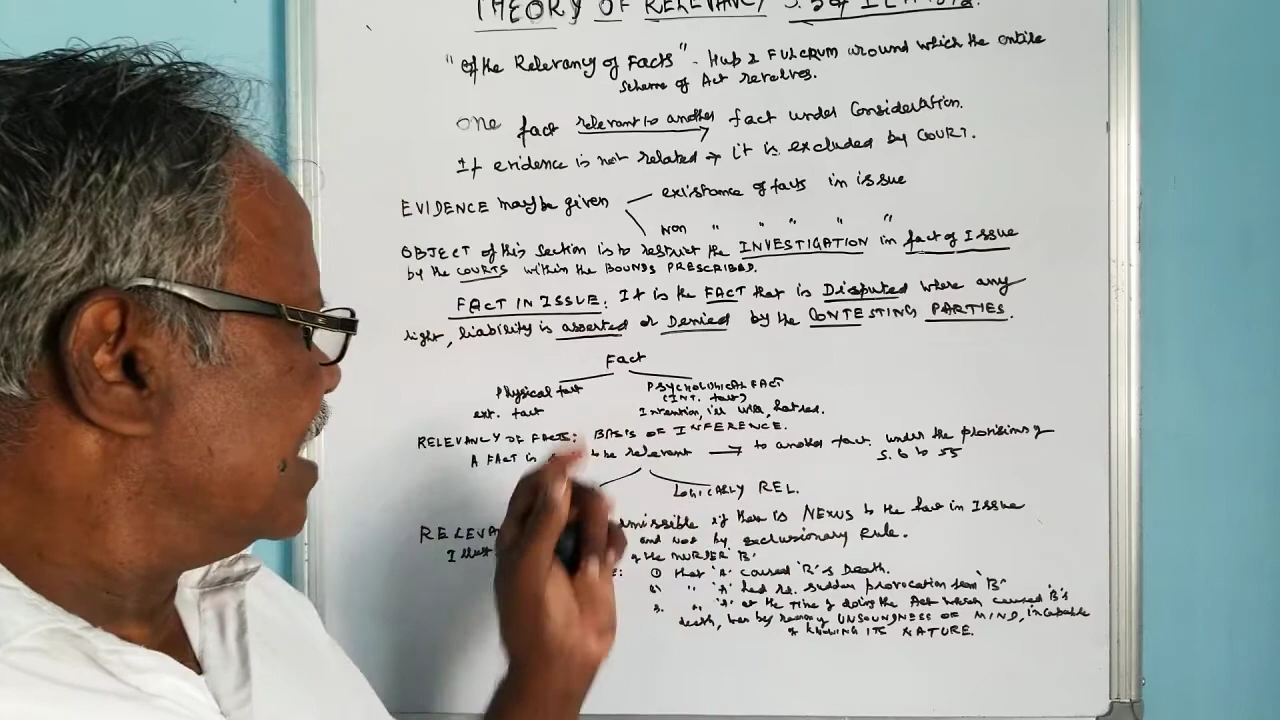 THEORY OF RELEVANCY S. 5 of
"Of the Relevancy of Facts" - Hub & FULCRUM around which the entire
Scheme of Act revolves.
One fact relevant to another fact under Consideration.
If evidence is not related → it is excluded by COURT.
EVIDENCE may be given
existance of facts in issue
Non " " " " "
OBJECT of this Section is to restrict the INVESTIGATION in fact of Issue
by the COURTS within the BOUNDS PRESCRIBED.
FACT IN ISSUE. It is the FACT that is Disputed where any
right, liability is asserted or Denied by the CONTESTING PARTIES.
Fact
Physical fact
ext. fact
PSYCHOLOGICAL FACT
(INT. fact)
Intention, ill will, hatred.
RELEVANCY OF FACTS: BASIS OF INFERENCE.
A FACT is to be relevant → to another fact under the provisions of
S. 6 to 55
LOGICALLY REL.
RELEVA missible if there is NEXUS to the fact in Issue
and not by exclusionary Rule.
Illust of the MURDER 'B'
: ① that 'A' caused 'B's Death.
2) " 'A' had sudden provocation from 'B'
3. " 'A' at the time of doing the Act which caused 'B's
death, was by reason of UNSOUNDNESS OF MIND, incapable
of KNOWING ITS NATURE.